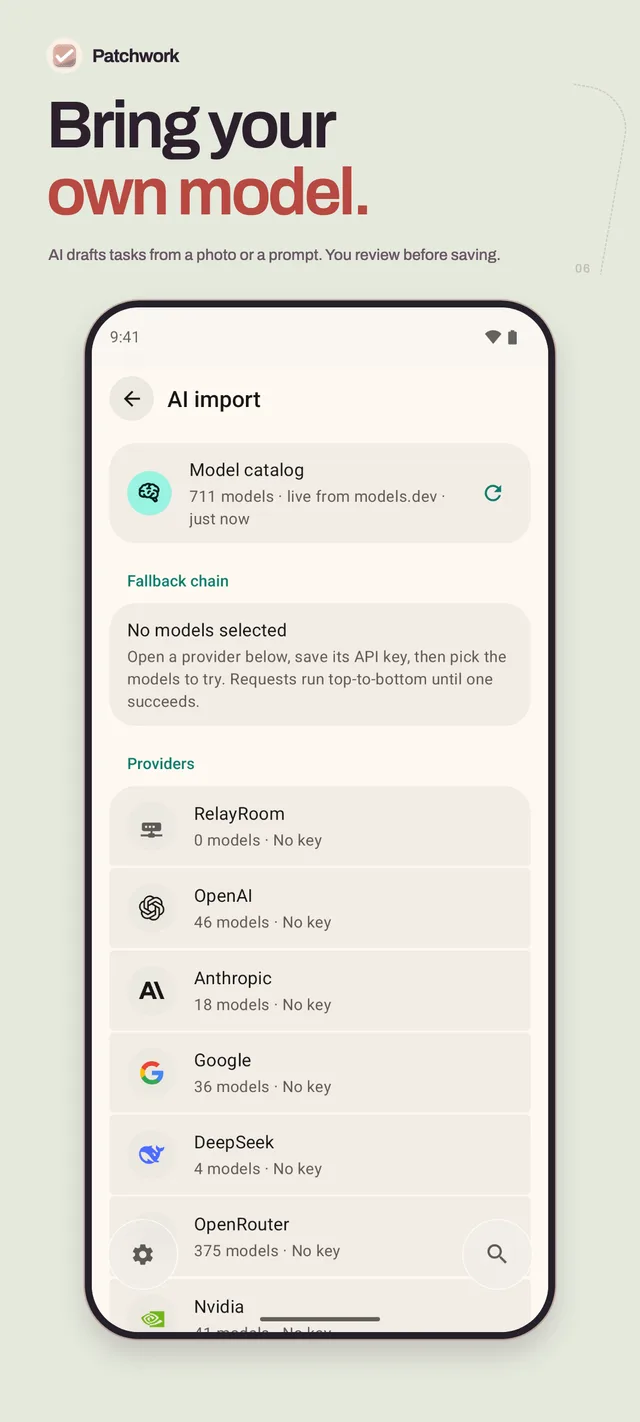 Patchwork
Bring your
own model.
AI drafts tasks from a photo or a prompt. You review before saving.
06
9:41
AI import
Model catalog
711 models · live from models.dev ·
just now
Fallback chain
No models selected
Open a provider below, save its API key, then pick the
models to try. Requests run top-to-bottom until one
succeeds.
Providers
RelayRoom
0 models · No key
OpenAI
46 models · No key
Anthropic
18 models · No key
Google
36 models · No key
DeepSeek
4 models · No key
OpenRouter
375 models · No key
Nvidia
41 models · No key